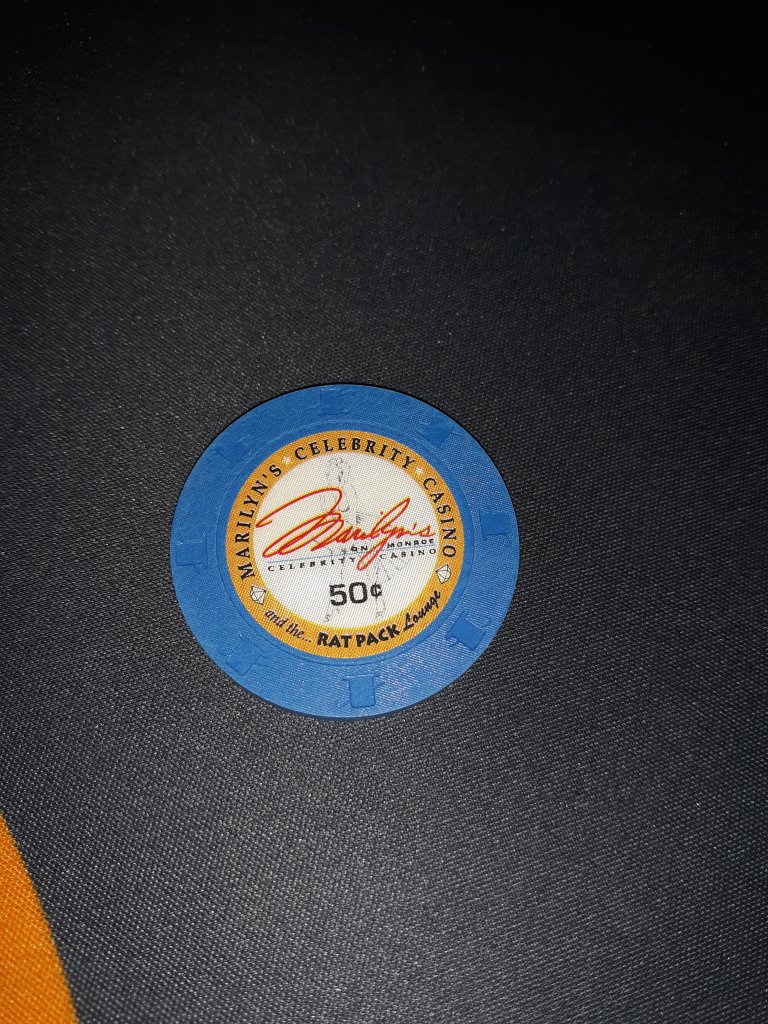 MARILYN'S ★ CELEBRITY ★ CASINO
Marilyn's
ON MONROE
CELEBRITY CASINO
50¢
and the... RAT PACK Lounge